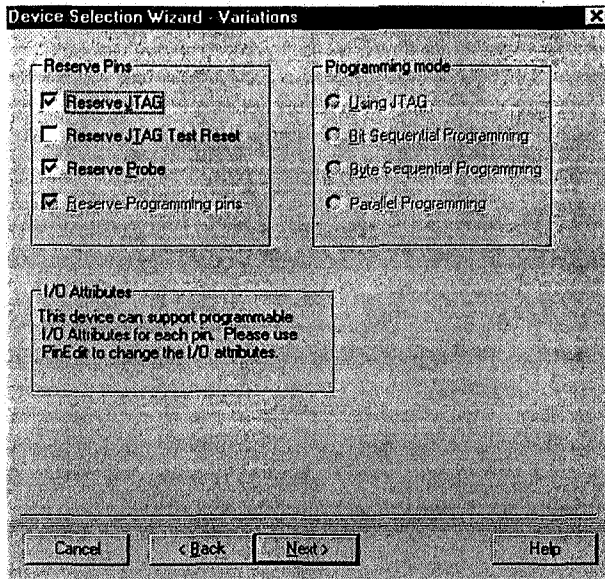 Device Selection Wizard - Variations
Reserve Pins
Reserve JTAG
Reserve JTAG Test Reset
Reserve Probe
Reserve Programming pins
Programming mode
Using JTAG
Bit Sequential Programming
Byte Sequential Programming
Parallel Programming
I/O Attributes
This device can support programmable
I/O Attributes for each pin. Please use
PinEdit to change the I/O attributes.
Cancel
< Back
Next >
Help